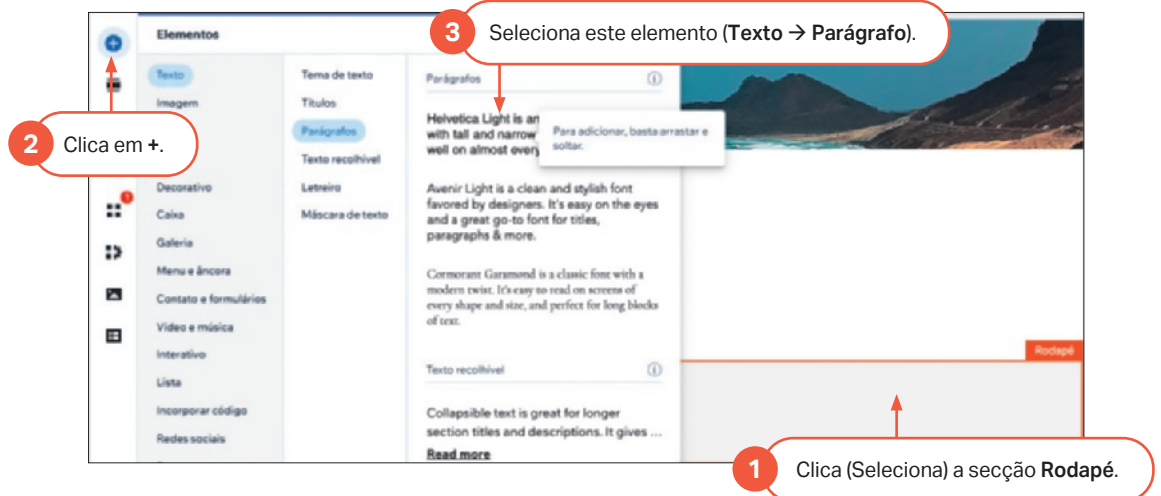 Elementos
3 Seleciona este elemento (Texto → Parágrafo).
Texto
Imagem
2 Clica em +.
Decorativo
Caixa
Galeria
Menu e âncora
Contato e formulários
Vídeo e música
Interativo
Lista
Incorporar código
Redes sociais
Tema de texto
Títulos
Parágrafos
Texto recolhível
Letreiro
Máscara de texto
Parágrafos
Helvetica Light is an
with tall and narrow
well on almost every
Para adicionar, basta arrastar e
soltar.
Avenir Light is a clean and stylish font
favored by designers. It's easy on the eyes
and a great go-to font for titles,
paragraphs & more.
Cormorant Garamond is a classic font with a
modern twist. It's easy to read on screens of
every shape and size, and perfect for long blocks
of text.
Texto recolhível
Collapsible text is great for longer
section titles and descriptions. It gives ...
Read more
Rodapé
1 Clica (Seleciona) a secção Rodapé.